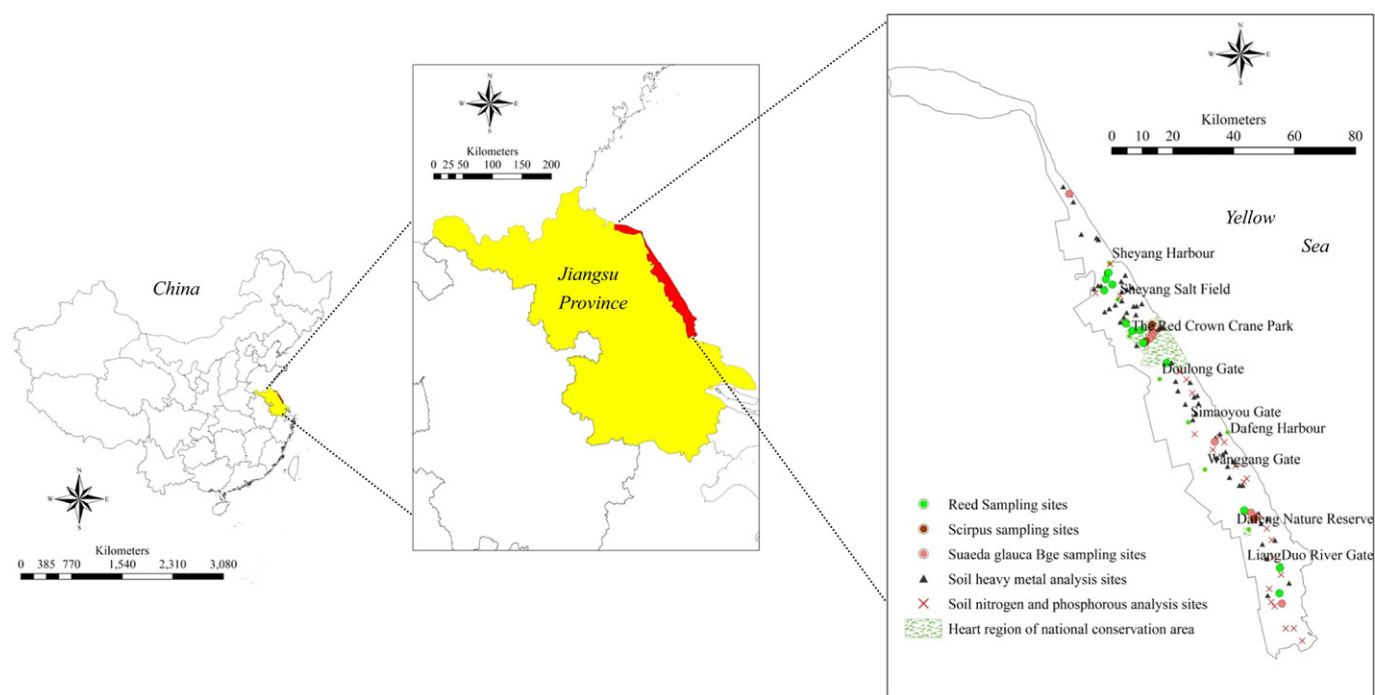 China
N
W E
S
Kilometers
0 385 770 1,540 2,310 3,080
N
W E
S
Kilometers
0 25 50 100 150 200
Jiangsu
Province
N
W E
S
Kilometers
0 10 20 40 60 80
Yellow
Sea
Sheyang Harbour
Sheyang Salt Field
The Red Crown Crane Park
Doulong Gate
Simaoyou Gate
Dafeng Harbour
Wanggang Gate
Dafeng Nature Reserve
LiangDuo River Gate
Reed Sampling sites
Scirpus sampling sites
Suaeda glauca Bge sampling sites
Soil heavy metal analysis sites
Soil nitrogen and phosphorous analysis sites
Heart region of national conservation area